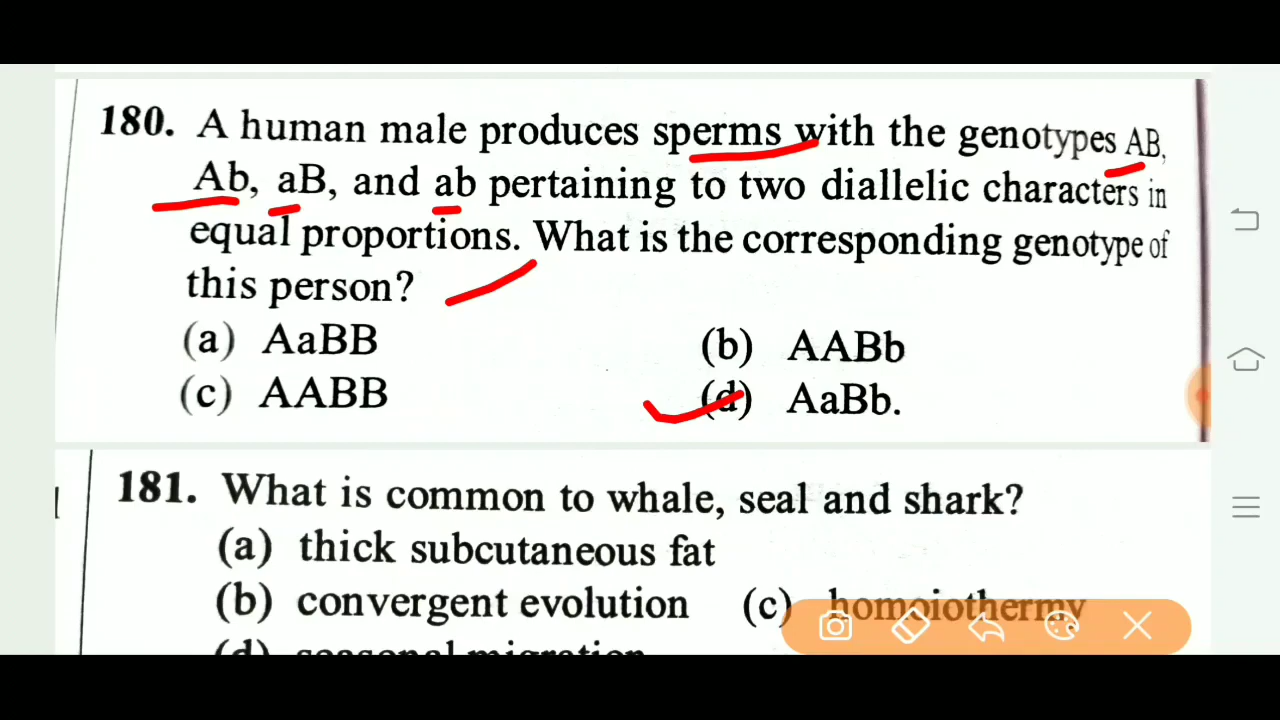 180. A human male produces sperms with the genotypes AB,
Ab, aB, and ab pertaining to two diallelic characters in
equal proportions. What is the corresponding genotype of
this person?
(a) AaBB (b) AABb
(c) AABB (d) AaBb.
181. What is common to whale, seal and shark?
(a) thick subcutaneous fat
(b) convergent evolution (c) homoiothermy
(d) seasonal migration